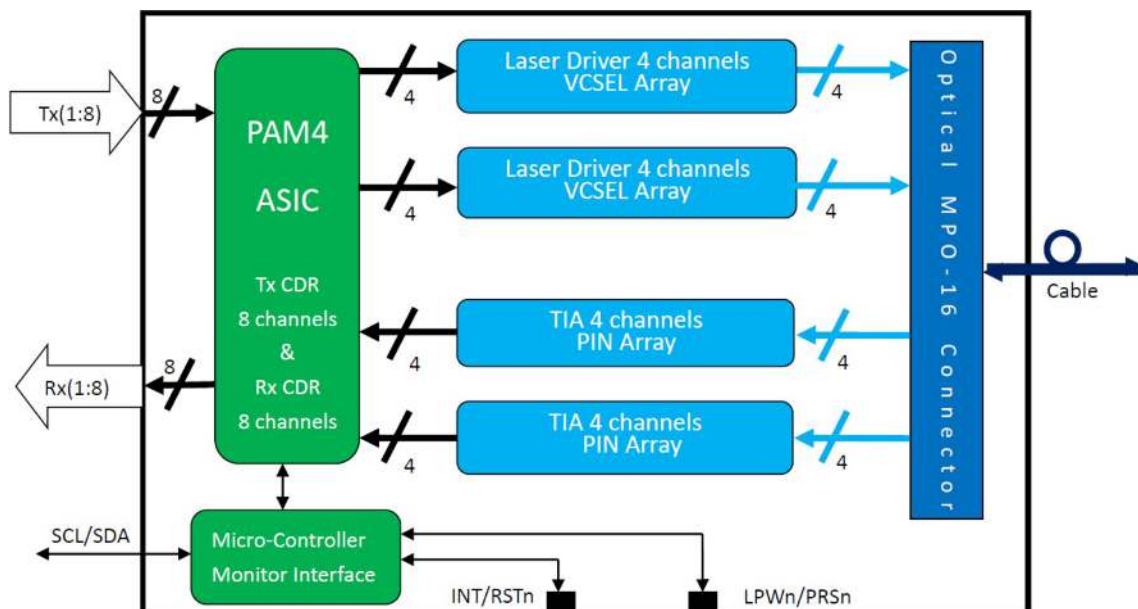 Tx(1:8)
8
PAM4
ASIC
Tx CDR
8 channels
&
Rx CDR
8 channels
4
Laser Driver 4 channels
VCSEL Array
4
4
Laser Driver 4 channels
VCSEL Array
4
4
TIA 4 channels
PIN Array
4
4
TIA 4 channels
PIN Array
4
Optical MPO-16 Connector
Cable
Rx(1:8)
8
SCL/SDA
Micro-Controller
Monitor Interface
INT/RSTn
LPWn/PRSn